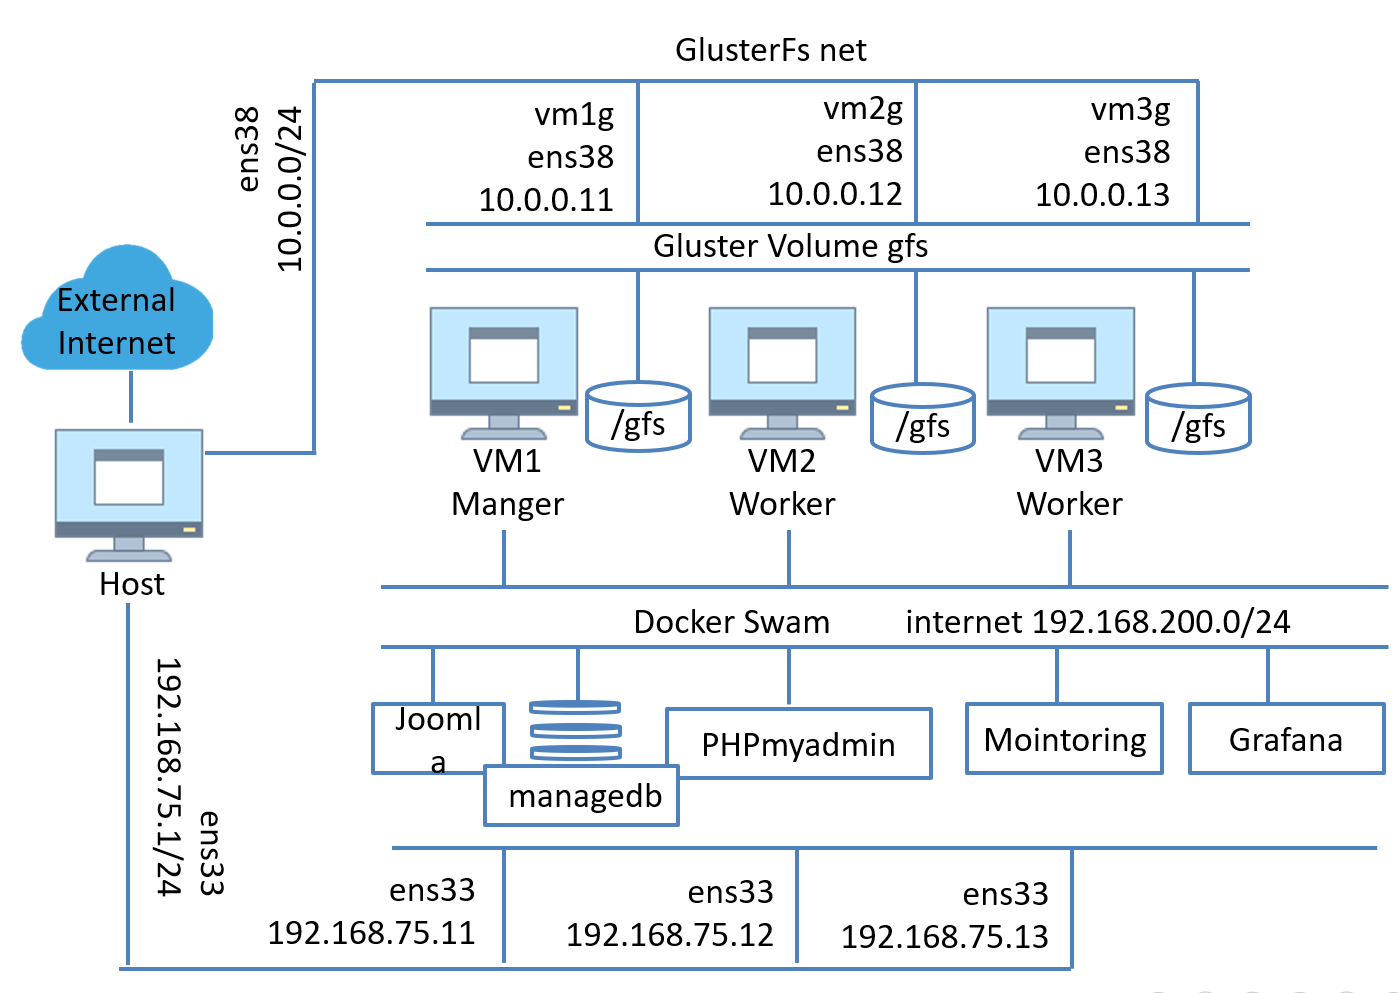 GlusterFs net
ens38
10.0.0.0/24
vm1g
ens38
10.0.0.11
vm2g
ens38
10.0.0.12
vm3g
ens38
10.0.0.13
Gluster Volume gfs
External
Internet
/gfs
/gfs
/gfs
VM1
Manger
VM2
Worker
VM3
Worker
Host
Docker Swam
internet 192.168.200.0/24
Jooml
a
managedb
PHPmyadmin
Mointoring
Grafana
192.168.75.1/24
ens33
ens33
192.168.75.11
ens33
192.168.75.12
ens33
192.168.75.13